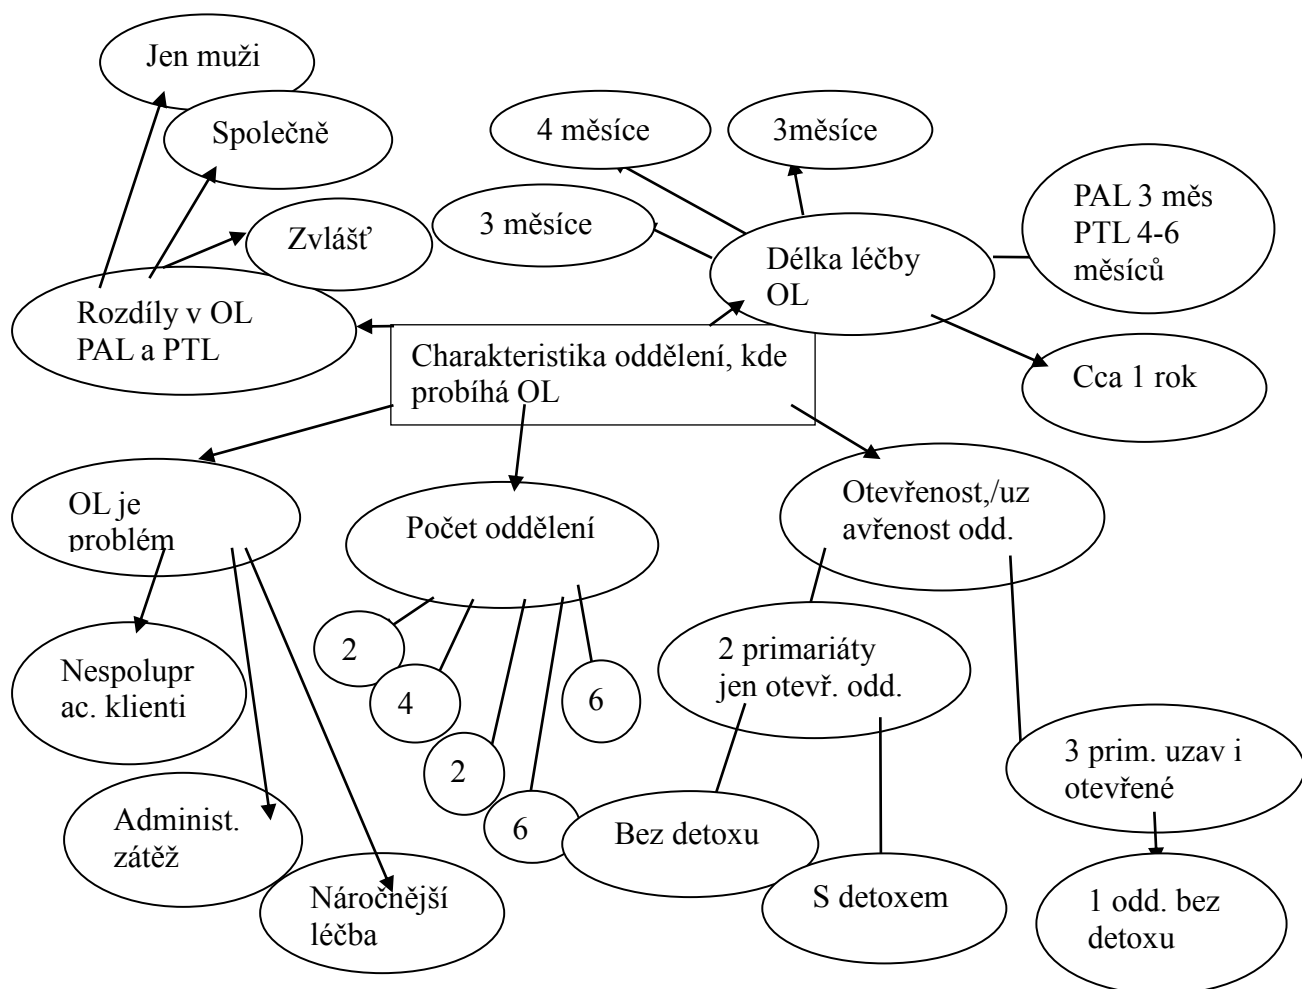 Jen muži
Společně
Zvlášť
Rozdíly v OL
PAL a PTL
4 měsíce
3měsíce
3 měsíce
PAL 3 měs
PTL 4-6
měsíců
Délka léčby
OL
Cca 1 rok
Charakteristika oddělení, kde
probíhá OL
OL je
problém
Počet oddělení
Otevřenost,/uz
avřenost odd.
Nespolupr
ac. klienti
Administ.
zátěž
Náročnější
léčba
2
4
2
6
6
2 primariáty
jen otevř. odd.
Bez detoxu
S detoxem
3 prim. uzav i
otevřené
1 odd. bez
detoxu